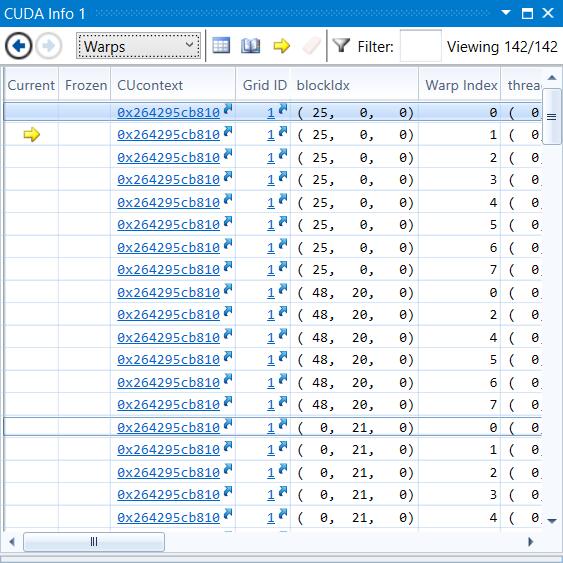 CUDA Info 1
Warps Filter: Viewing 142/142
Current Frozen CUcontext Grid ID blockIdx Warp Index threa
0x264295cb810 1 ( 25, 0, 0) 0 ( 0
0x264295cb810 1 ( 25, 0, 0) 1 ( 0
0x264295cb810 1 ( 25, 0, 0) 2 ( 0
0x264295cb810 1 ( 25, 0, 0) 3 ( 0
0x264295cb810 1 ( 25, 0, 0) 4 ( 0
0x264295cb810 1 ( 25, 0, 0) 5 ( 0
0x264295cb810 1 ( 25, 0, 0) 6 ( 0
0x264295cb810 1 ( 25, 0, 0) 7 ( 0
0x264295cb810 1 ( 48, 20, 0) 0 ( 0
0x264295cb810 1 ( 48, 20, 0) 2 ( 0
0x264295cb810 1 ( 48, 20, 0) 4 ( 0
0x264295cb810 1 ( 48, 20, 0) 5 ( 0
0x264295cb810 1 ( 48, 20, 0) 6 ( 0
0x264295cb810 1 ( 48, 20, 0) 7 ( 0
0x264295cb810 1 ( 0, 21, 0) 0 ( 0
0x264295cb810 1 ( 0, 21, 0) 1 ( 0
0x264295cb810 1 ( 0, 21, 0) 2 ( 0
0x264295cb810 1 ( 0, 21, 0) 3 ( 0
0x264295cb810 1 ( 0, 21, 0) 4 ( 0